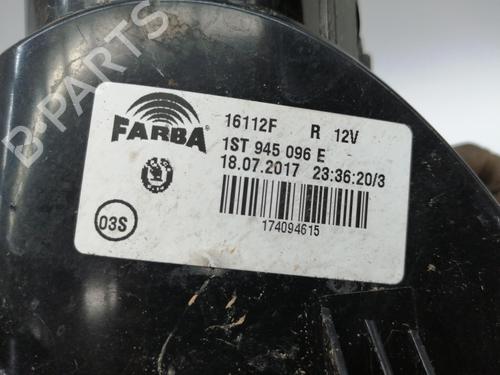 FARBA
16112F R 12V
1ST 945 096 E
18.07.2017 23:36:20/3
174094615
03S
B-PARTS